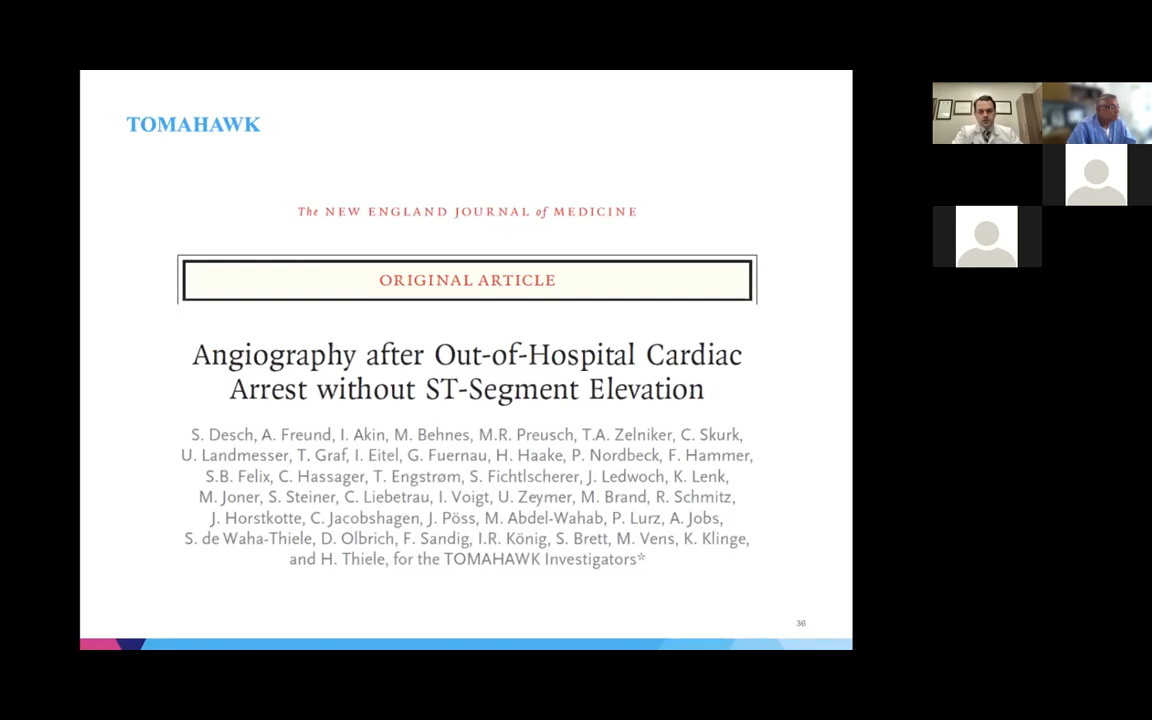 TOMAHAWK
The NEW ENGLAND JOURNAL of MEDICINE
ORIGINAL ARTICLE
Angiography after Out-of-Hospital Cardiac
Arrest without ST-Segment Elevation
S. Desch, A. Freund, I. Akin, M. Behnes, M.R. Preusch, T.A. Zelniker, C. Skurk,
U. Landmesser, T. Graf, I. Eitel, G. Fuernau, H. Haake, P. Nordbeck, F. Hammer,
S.B. Felix, C. Hassager, T. Engstrøm, S. Fichtlscherer, J. Ledwoch, K. Lenk,
M. Joner, S. Steiner, C. Liebetrau, I. Voigt, U. Zeymer, M. Brand, R. Schmitz,
J. Horstkotte, C. Jacobshagen, J. Pöss, M. Abdel-Wahab, P. Lurz, A. Jobs,
S. de Waha-Thiele, D. Olbrich, F. Sandig, I.R. König, S. Brett, M. Vens, K. Klinge,
and H. Thiele, for the TOMAHAWK Investigators*
36